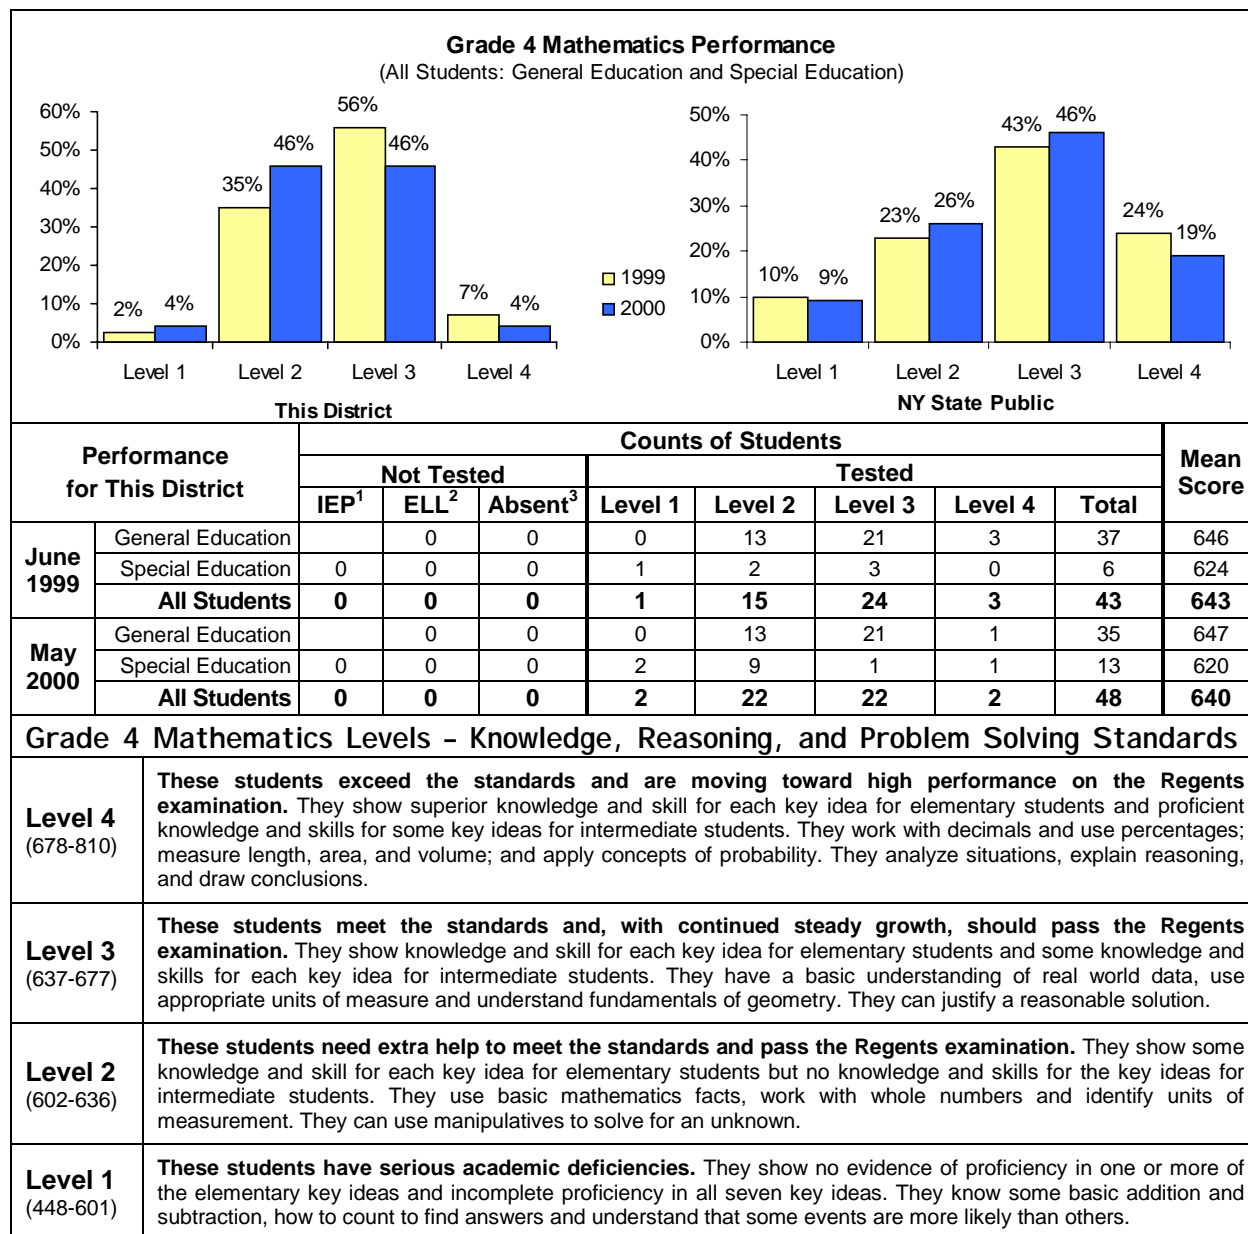 Grade 4 Mathematics Performance
(All Students: General Education and Special Education)
60%
50%
40%
30%
20%
10%
0%
2%
4%
35%
46%
56%
46%
7%
4%
Level 1
Level 2
Level 3
Level 4
This District
1999
2000
50%
40%
30%
20%
10%
0%
10%
9%
23%
26%
43%
46%
24%
19%
Level 1
Level 2
Level 3
Level 4
NY State Public
Performance
for This District
Counts of Students
Mean
Score
Not Tested
Tested
IEP¹ ELL² Absent³ Level 1 Level 2 Level 3 Level 4 Total
June
1999
General Education 0 0 0 13 21 3 37 646
Special Education 0 0 0 1 2 3 0 6 624
All Students 0 0 0 1 15 24 3 43 643
May
2000
General Education 0 0 0 13 21 1 35 647
Special Education 0 0 0 2 9 1 1 13 620
All Students 0 0 0 2 22 22 2 48 640
Grade 4 Mathematics Levels – Knowledge, Reasoning, and Problem Solving Standards
Level 4
(678-810)
These students exceed the standards and are moving toward high performance on the Regents
examination. They show superior knowledge and skill for each key idea for elementary students and proficient
knowledge and skills for some key ideas for intermediate students. They work with decimals and use percentages;
measure length, area, and volume; and apply concepts of probability. They analyze situations, explain reasoning,
and draw conclusions.
Level 3
(637-677)
These students meet the standards and, with continued steady growth, should pass the Regents
examination. They show knowledge and skill for each key idea for elementary students and some knowledge and
skills for each key idea for intermediate students. They have a basic understanding of real world data, use
appropriate units of measure and understand fundamentals of geometry. They can justify a reasonable solution.
Level 2
(602-636)
These students need extra help to meet the standards and pass the Regents examination. They show some
knowledge and skill for each key idea for elementary students but no knowledge and skills for the key ideas for
intermediate students. They use basic mathematics facts, work with whole numbers and identify units of
measurement. They can use manipulatives to solve for an unknown.
Level 1
(448-601)
These students have serious academic deficiencies. They show no evidence of proficiency in one or more of
the elementary key ideas and incomplete proficiency in all seven key ideas. They know some basic addition and
subtraction, how to count to find answers and understand that some events are more likely than others.